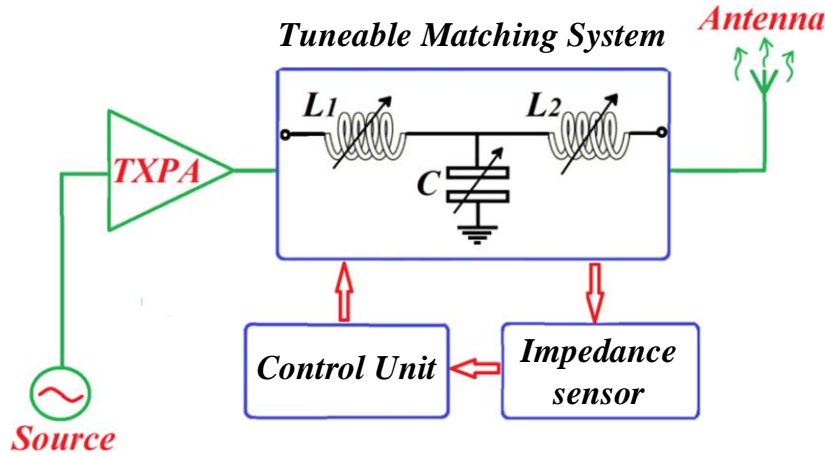 Tuneable Matching System
Antenna
L1
L2
TXPA
C
Control Unit
Impedance
sensor
Source